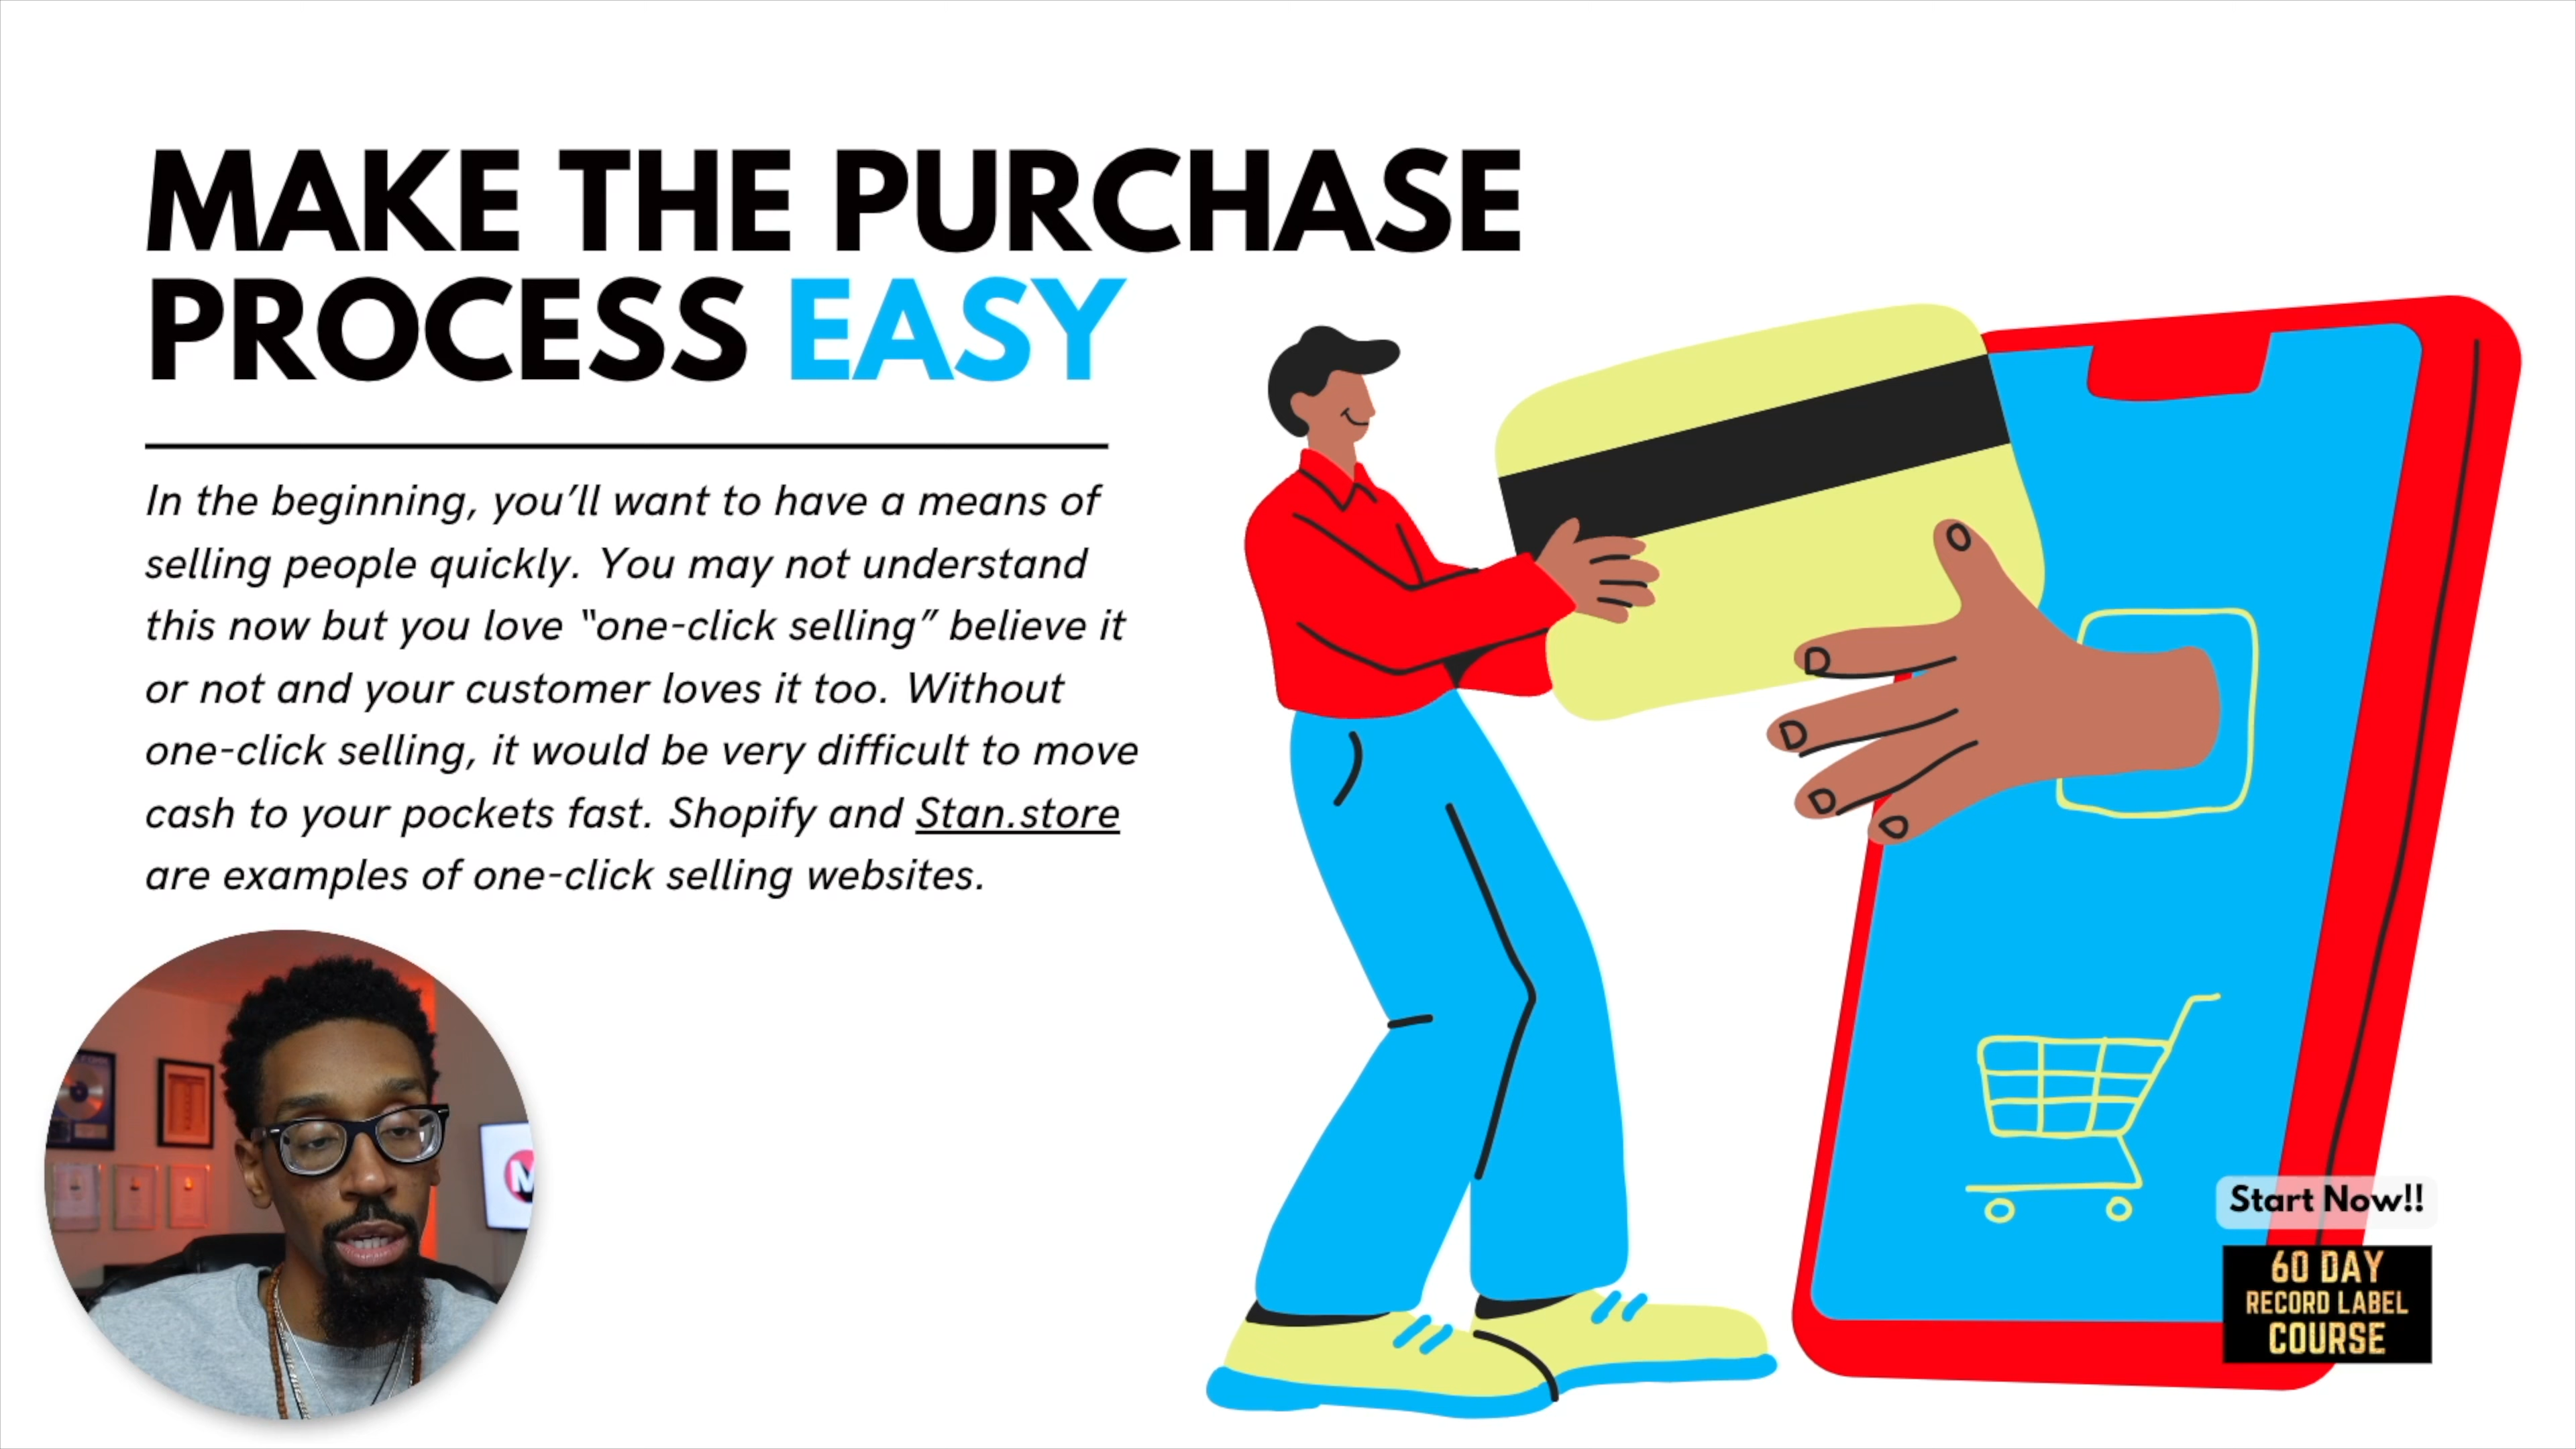 MAKE THE PURCHASE
PROCESS EASY
In the beginning, you’ll want to have a means of
selling people quickly. You may not understand
this now but you love “one-click selling” believe it
or not and your customer loves it too. Without
one-click selling, it would be very difficult to move
cash to your pockets fast. Shopify and Stan.store
are examples of one-click selling websites.
Start Now!!
60 DAY
RECORD LABEL
COURSE